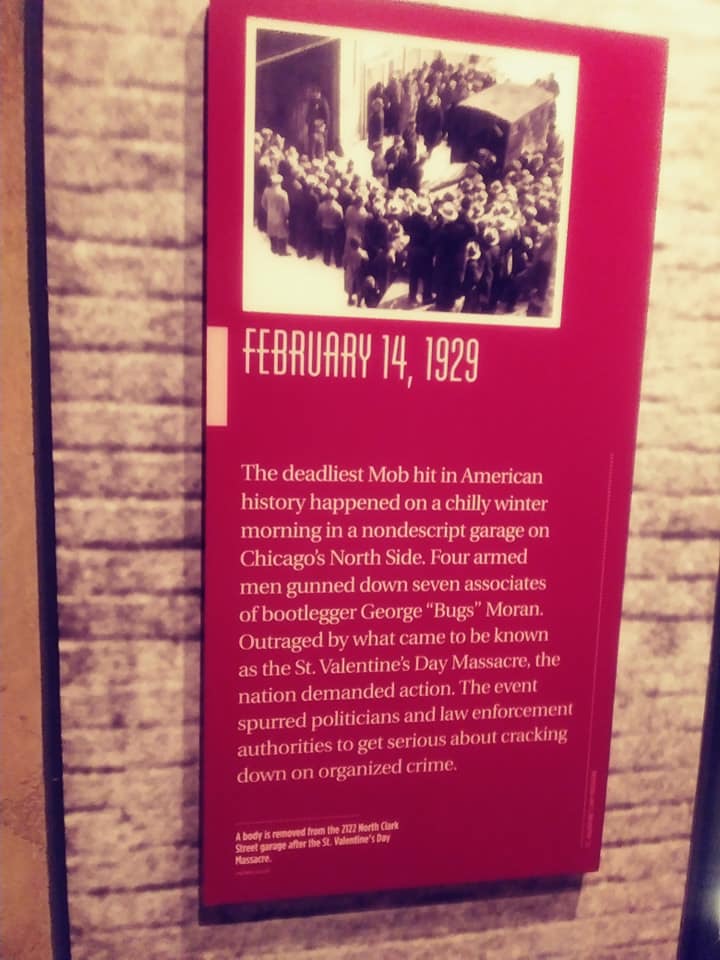 FEBRUARY 14, 1929
The deadliest Mob hit in American
history happened on a chilly winter
morning in a nondescript garage on
Chicago's North Side. Four armed
men gunned down seven associates
of bootlegger George “Bugs” Moran.
Outraged by what came to be known
as the St. Valentine's Day Massacre, the
nation demanded action. The event
spurred politicians and law enforcement
authorities to get serious about cracking
down on organized crime.
A body is removed from the 2122 North Clark
Street garage after the St. Valentine's Day
Massacre.